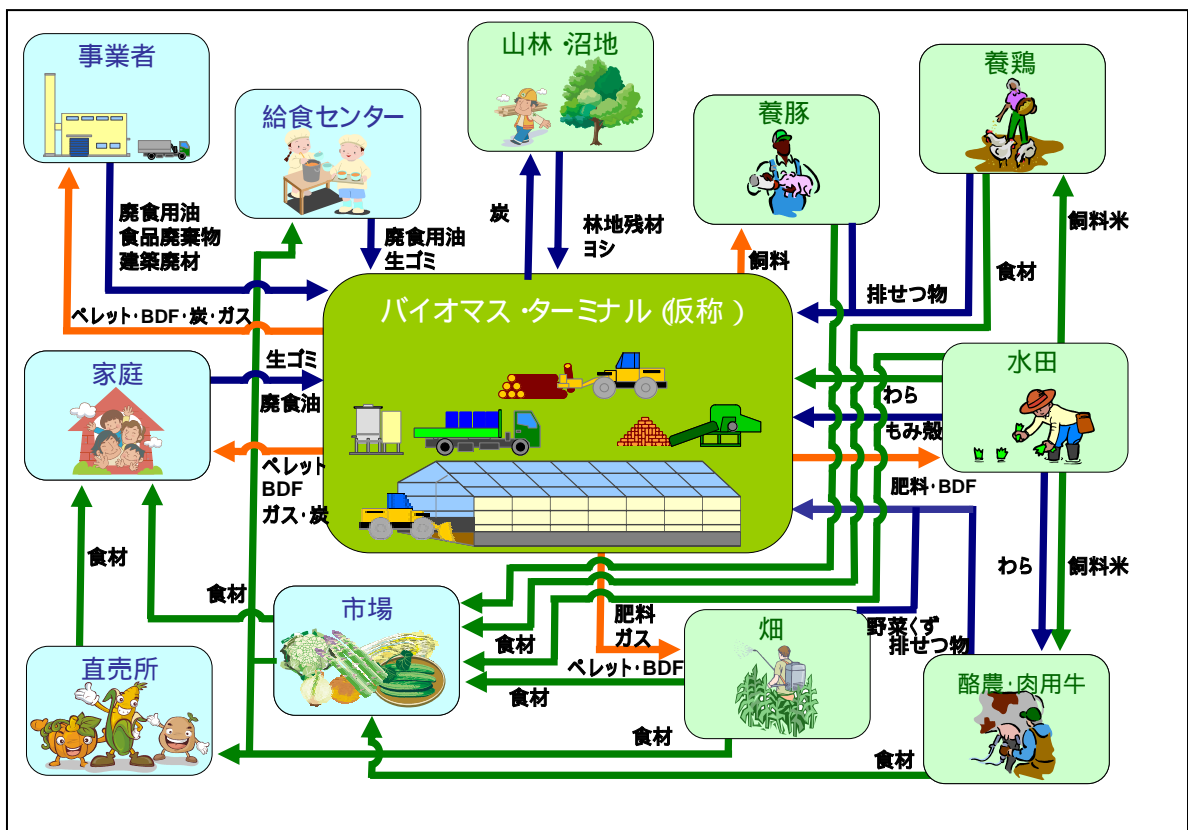 事業者
給食センター
山林・沼地
養豚
養鶏
廃食用油
食品廃棄物
建築廃材
廃食用油
生ゴミ
炭
林地残材
ヨシ
飼料
排せつ物
食材
飼料米
ペレット・BDF・炭・ガス
バイオマス・ターミナル(仮称)
家庭
生ゴミ
廃食油
ペレット
BDF
ガス・炭
水田
わら
もみ殻
肥料・BDF
わら
飼料米
食材
食材
市場
食材
肥料
ガス
ペレット・BDF
食材
畑
野菜くず
排せつ物
酪農・肉用牛
直売所
食材
食材